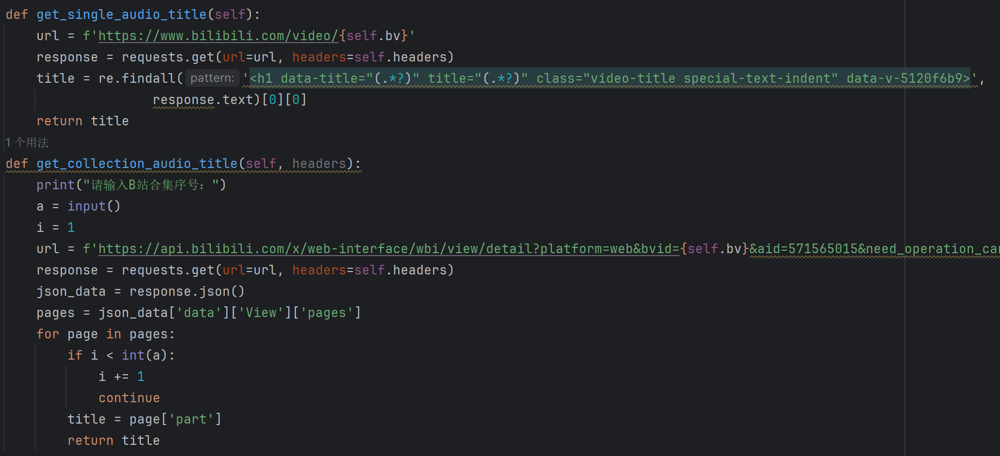 def get_single_audio_title(self):
    url = f'https://www.bilibili.com/video/{self.bv}'
    response = requests.get(url=url, headers=self.headers)
    title = re.findall( pattern: '<h1 data-title="(.*?)" title="(.*?)" class="video-title special-text-indent" data-v-5120f6b9>',
                   response.text)[0][0]
    return title
1 个用法
def get_collection_audio_title(self, headers):
    print("请输入B站合集序号：")
    a = input()
    i = 1
    url = f'https://api.bilibili.com/x/web-interface/wbi/view/detail?platform=web&bvid={self.bv}&aid=571565015&need_operation_car
    response = requests.get(url=url, headers=self.headers)
    json_data = response.json()
    pages = json_data['data']['View']['pages']
    for page in pages:
        if i < int(a):
            i += 1
            continue
        title = page['part']
        return title